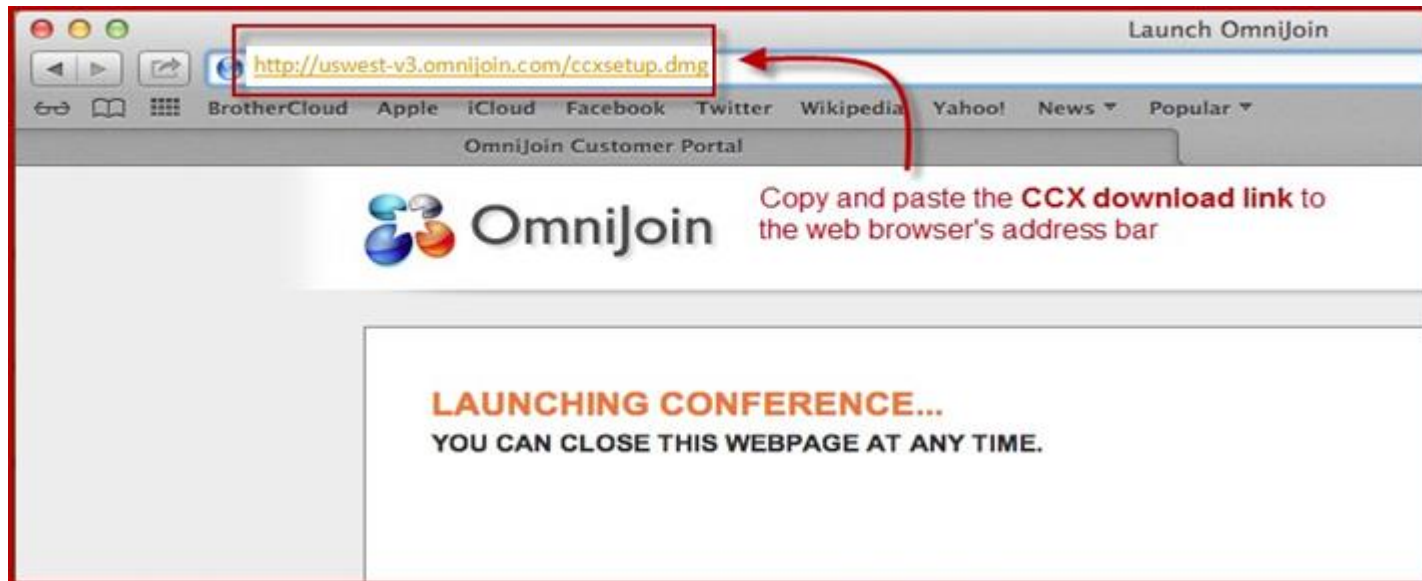 Launch OmniJoin
http://uswest-v3.omnijoin.com/ccxsetup.dmg
BrotherCloud Apple iCloud Facebook Twitter Wikipedia Yahoo! News Popular
OmniJoin Customer Portal
OmniJoin
Copy and paste the CCX download link to
the web browser's address bar
LAUNCHING CONFERENCE...
YOU CAN CLOSE THIS WEBPAGE AT ANY TIME.